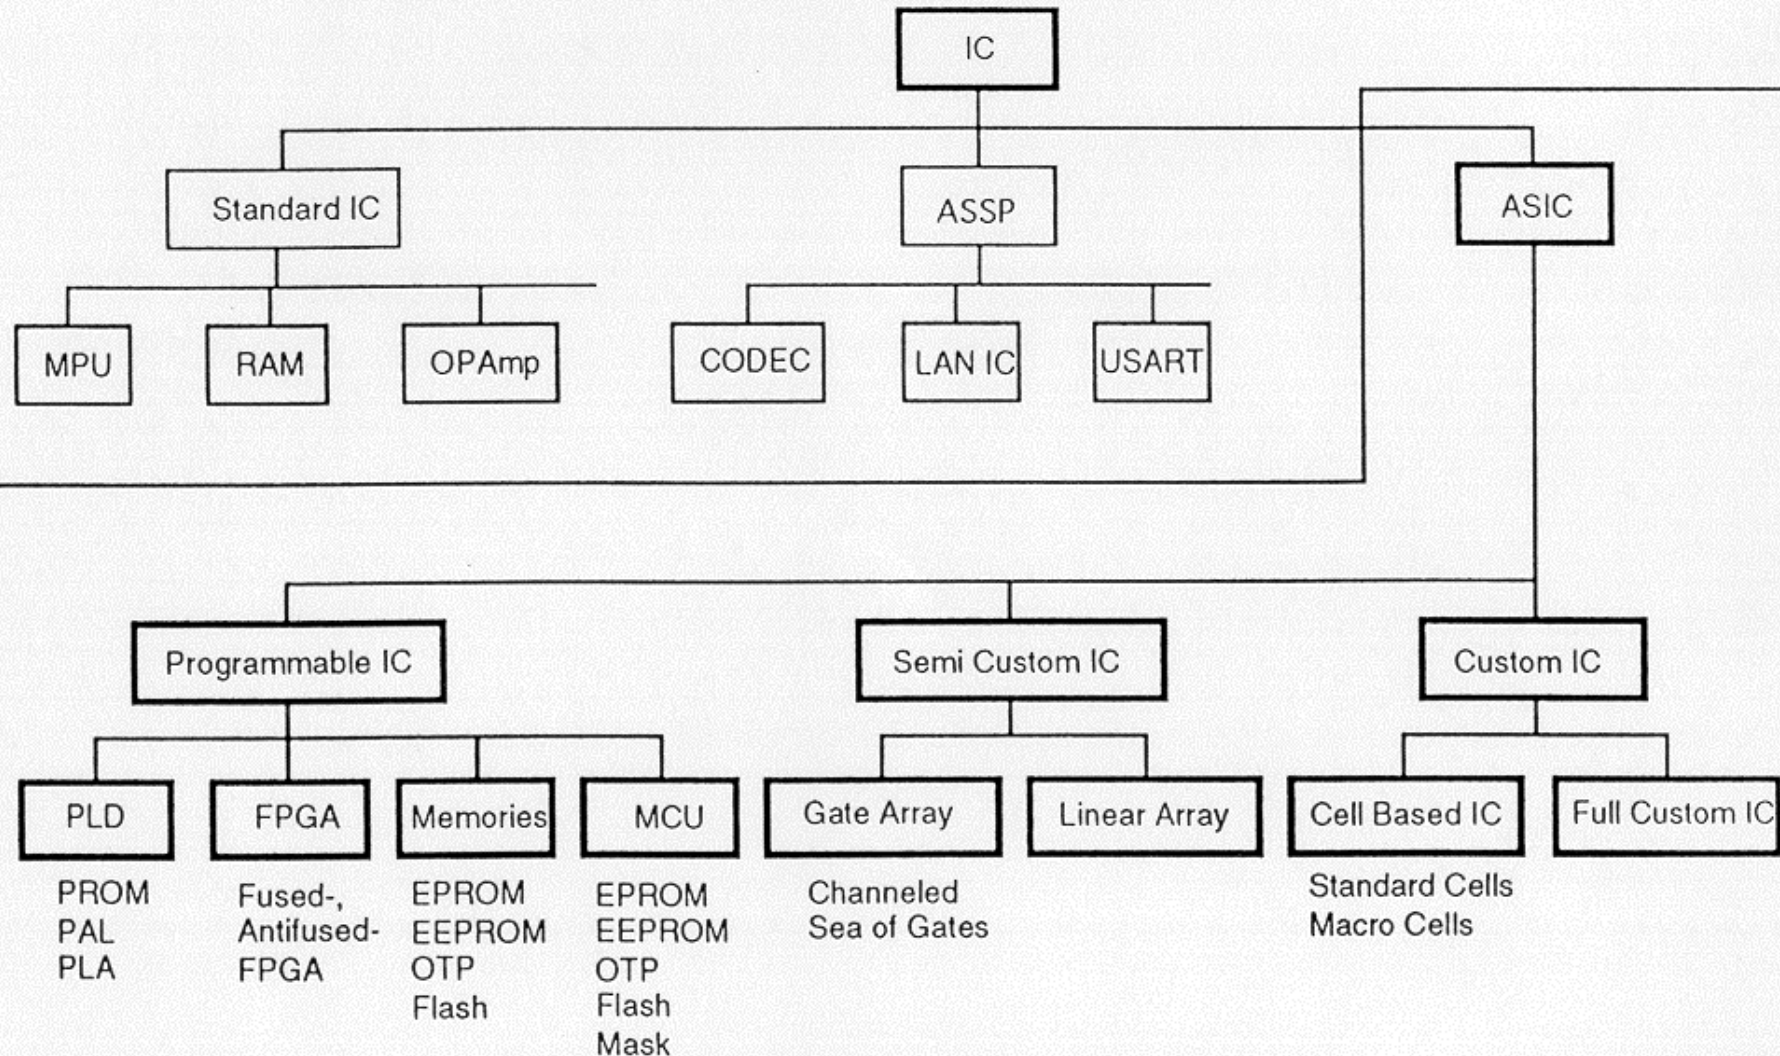 IC
Standard IC
ASSP
ASIC
MPU
RAM
OPAmp
CODEC
LAN IC
USART
Programmable IC
Semi Custom IC
Custom IC
PLD
FPGA
Memories
MCU
Gate Array
Linear Array
Cell Based IC
Full Custom IC
PROM
PAL
PLA
Fused-,
Antifused-
FPGA
EPROM
EEPROM
OTP
Flash
EPROM
EEPROM
OTP
Flash
Mask
Channeled
Sea of Gates
Standard Cells
Macro Cells